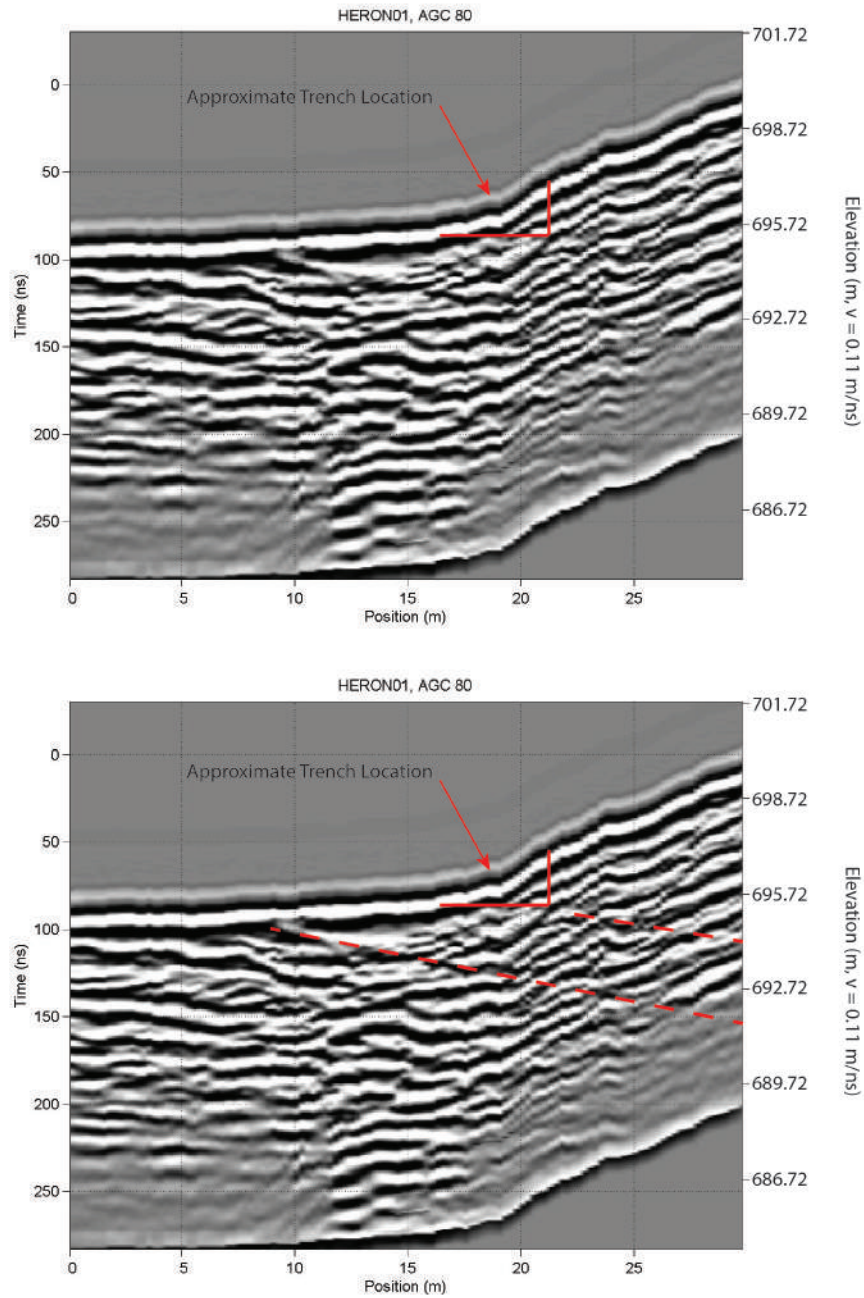 HERON01, AGC 80
Approximate Trench Location
0
50
100
150
200
250
Time (ns)
701.72
698.72
695.72
692.72
689.72
686.72
Elevation (m, v = 0.11 m/ns)
0 5 10 15 20 25
Position (m)
HERON01, AGC 80
Approximate Trench Location
0
50
100
150
200
250
Time (ns)
701.72
698.72
695.72
692.72
689.72
686.72
Elevation (m, v = 0.11 m/ns)
0 5 10 15 20 25
Position (m)